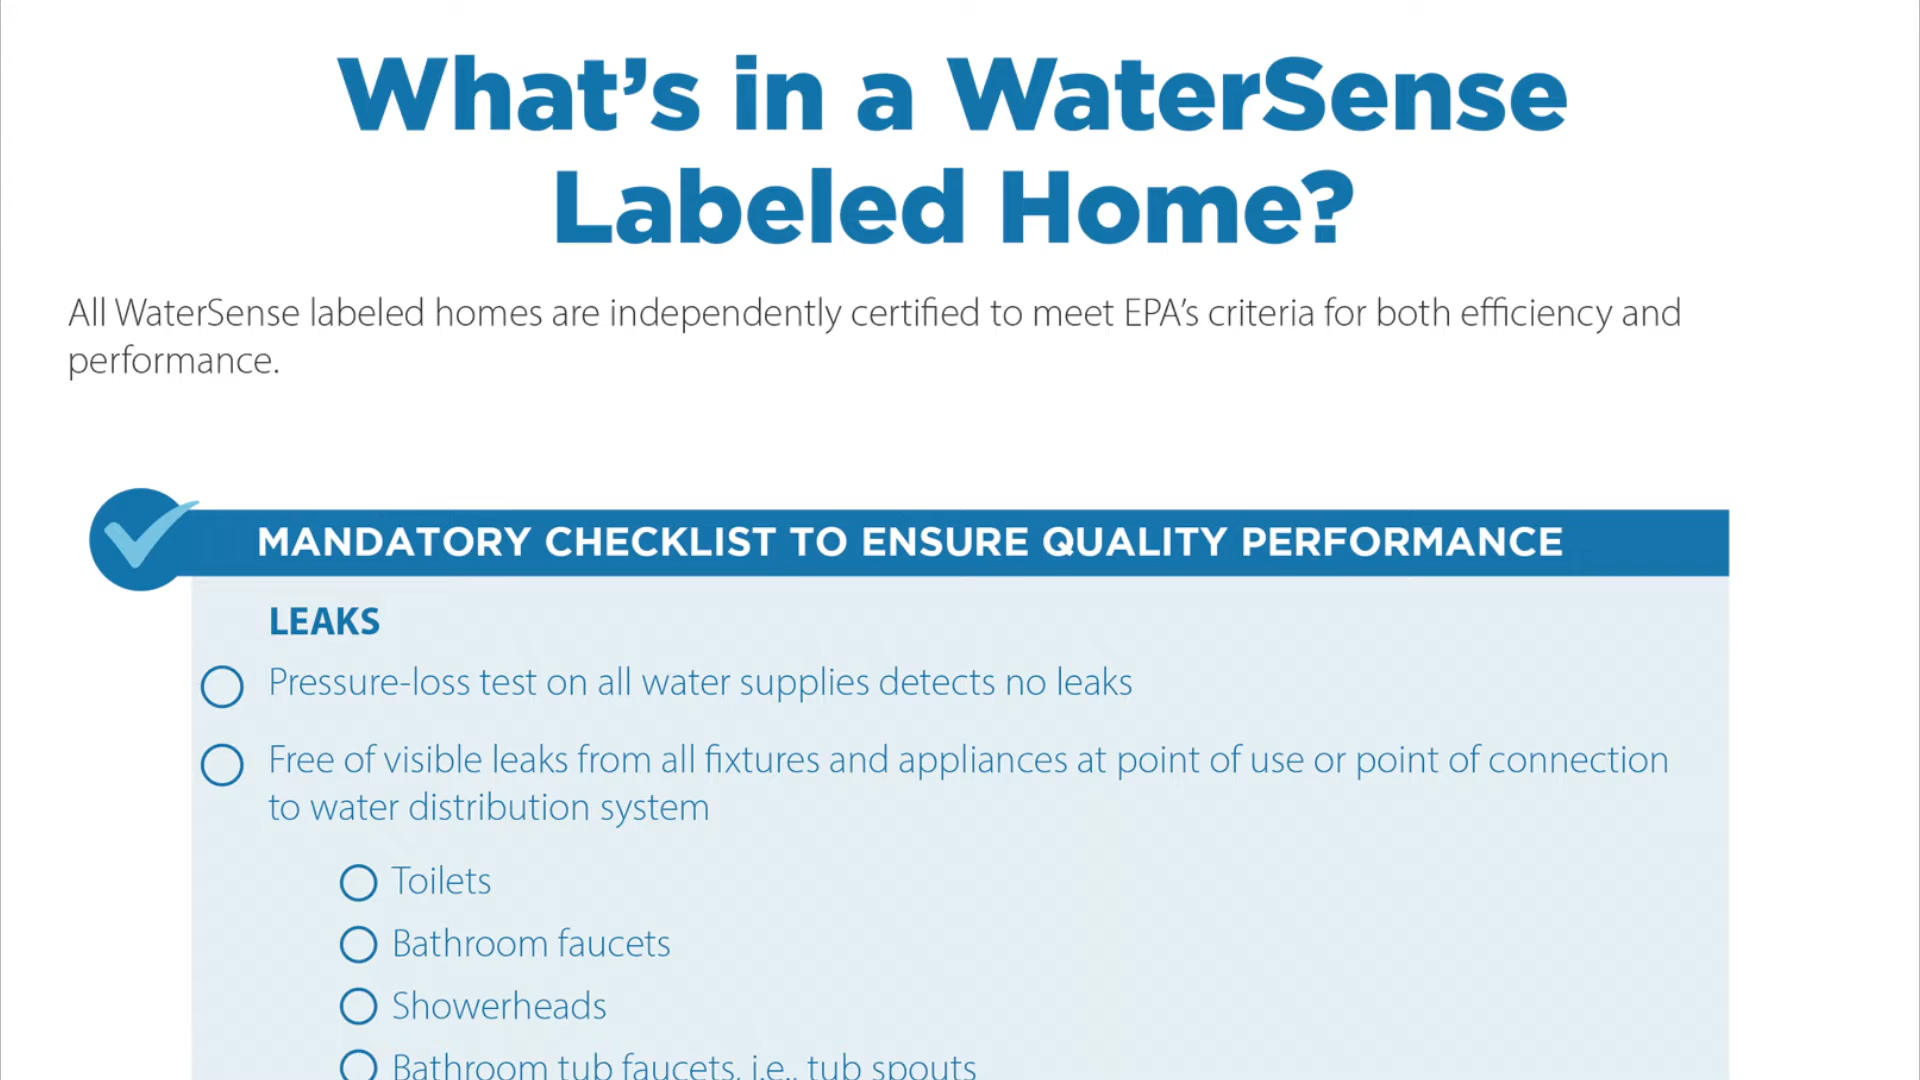 What's in a WaterSense
Labeled Home?
All WaterSense labeled homes are independently certified to meet EPA's criteria for both efficiency and
performance.
MANDATORY CHECKLIST TO ENSURE QUALITY PERFORMANCE
LEAKS
Pressure-loss test on all water supplies detects no leaks
Free of visible leaks from all fixtures and appliances at point of use or point of connection
to water distribution system
Toilets
Bathroom faucets
Showerheads
Bathroom tub faucets, i.e., tub spouts